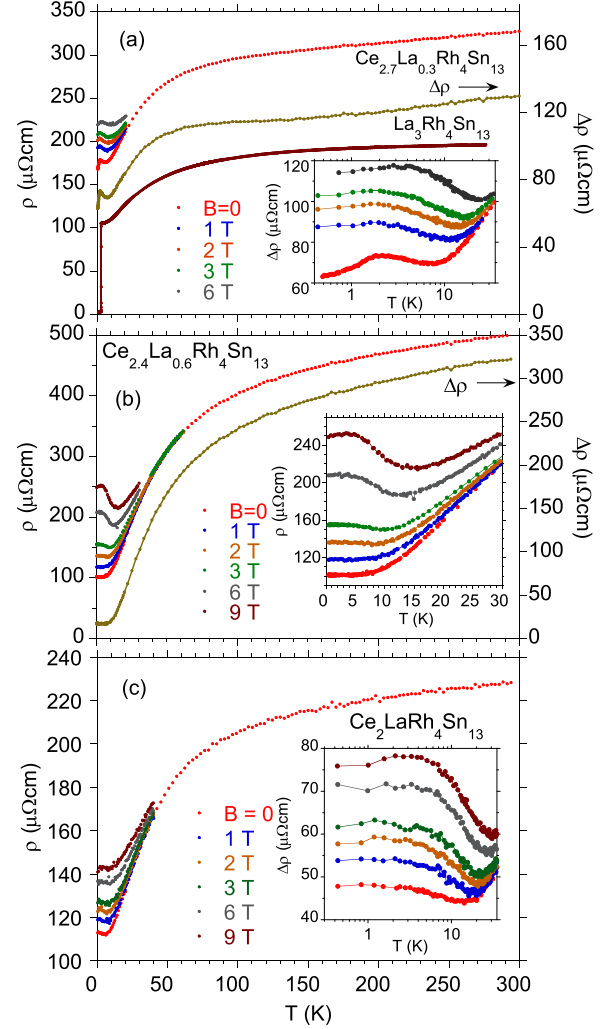 (a)
Ce2.7La0.3Rh4Sn13
Δρ
La3Rh4Sn13
B=0
1 T
2 T
3 T
6 T
350
300
250
200
150
100
50
0
ρ (μΩcm)
160
120
80
40
0
Δρ (μΩcm)
120
100
80
60
Δρ (μΩcm)
1
10
T (K)
Ce2.4La0.6Rh4Sn13
(b)
Δρ
B=0
1 T
2 T
3 T
6 T
9 T
500
400
300
200
100
0
ρ (μΩcm)
350
300
250
200
150
100
50
0
Δρ (μΩcm)
240
200
160
120
ρ (μΩcm)
0 5 10 15 20 25 30
T (K)
(c)
Ce2LaRh4Sn13
B = 0
1 T
2 T
3 T
6 T
9 T
240
220
200
180
160
140
120
100
ρ (μΩcm)
80
70
60
50
40
Δρ (μΩcm)
1
10
T (K)
0 50 100 150 200 250 300
T (K)